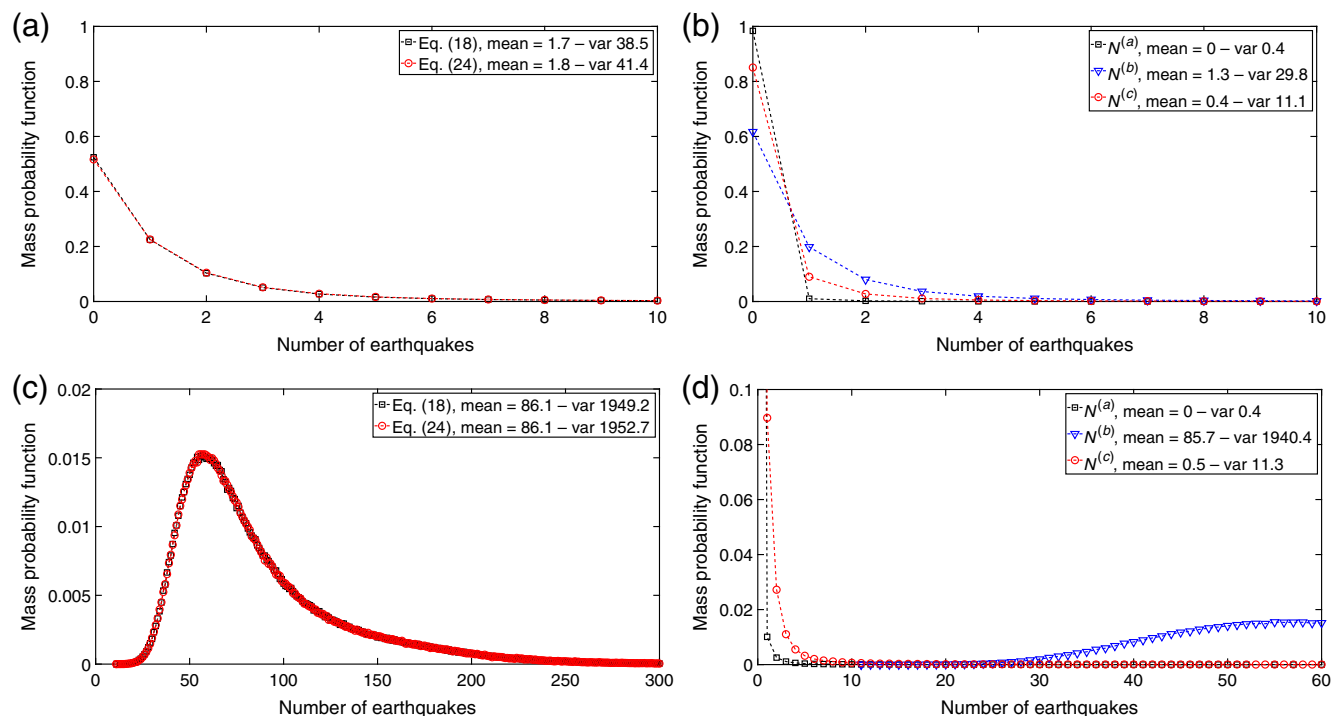 (a)
Mass probability function
1
0.8
0.6
0.4
0.2
0
Eq. (18), mean = 1.7 – var 38.5
Eq. (24), mean = 1.8 – var 41.4
0 2 4 6 8 10
Number of earthquakes
(b)
Mass probability function
1
0.8
0.6
0.4
0.2
0
N(a), mean = 0 – var 0.4
N(b), mean = 1.3 – var 29.8
N(c), mean = 0.4 – var 11.1
0 2 4 6 8 10
Number of earthquakes
(c)
Mass probability function
0.02
0.015
0.01
0.005
0
Eq. (18), mean = 86.1 – var 1949.2
Eq. (24), mean = 86.1 – var 1952.7
0 50 100 150 200 250 300
Number of earthquakes
(d)
Mass probability function
0.1
0.08
0.06
0.04
0.02
0
N(a), mean = 0 – var 0.4
N(b), mean = 85.7 – var 1940.4
N(c), mean = 0.5 – var 11.3
0 10 20 30 40 50 60
Number of earthquakes